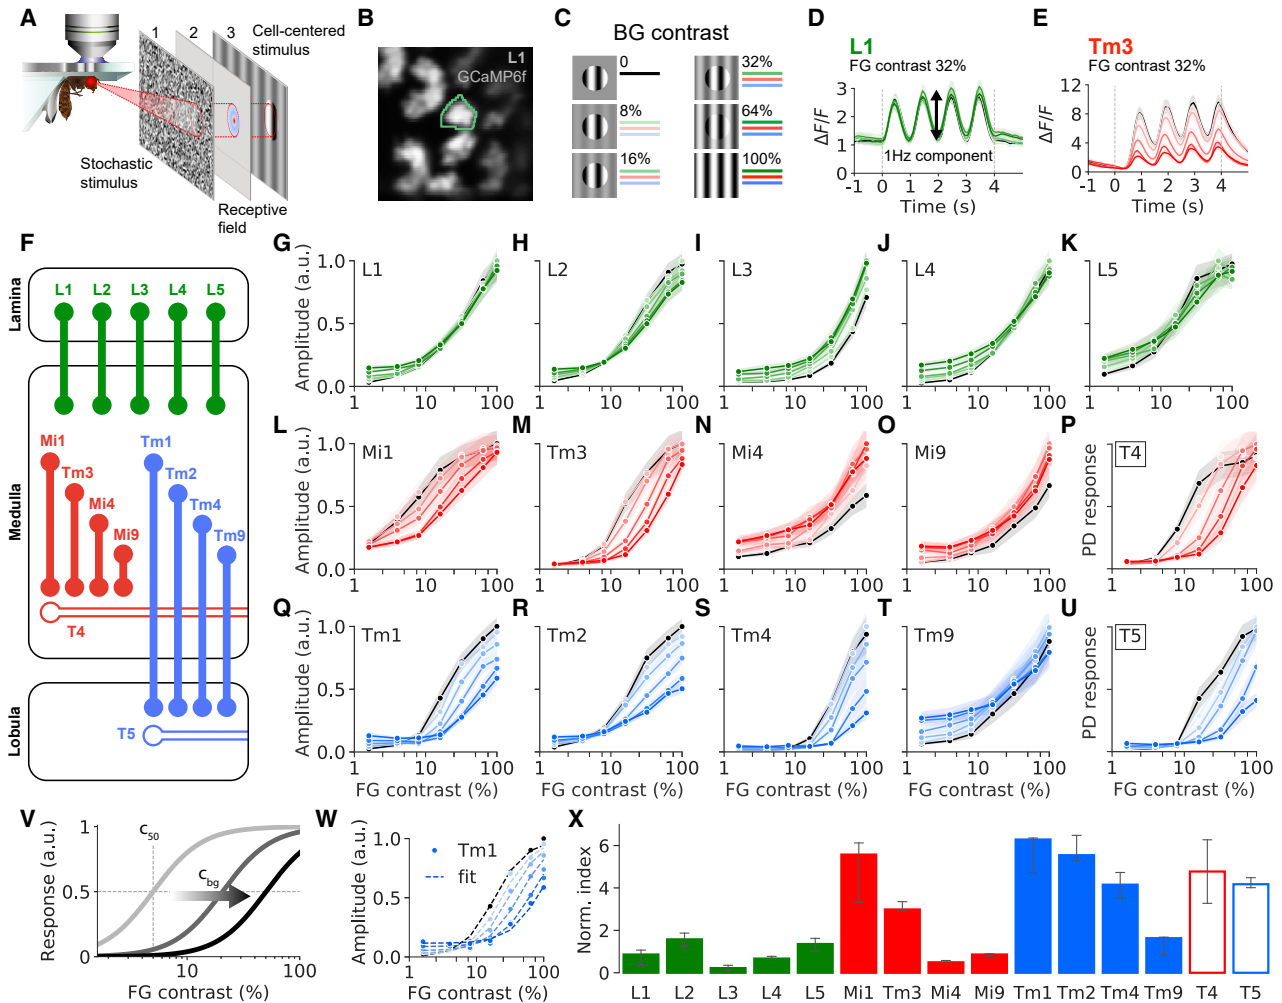 A
1
2
3
Cell-centered
stimulus
Stochastic
stimulus
Receptive
field
B
L1
GCaMP6f
C
BG contrast
0
32%
8%
64%
16%
100%
D
L1
FG contrast 32%
ΔF/F
3
2
1
0
1Hz component
-1 0 1 2 3 4
Time (s)
E
Tm3
FG contrast 32%
ΔF/F
12
9
6
3
0
-1 0 1 2 3 4
Time (s)
F
Lamina
L1 L2 L3 L4 L5
Medulla
Mi1
Tm3
Mi4
Mi9
Tm1
Tm2
Tm4
Tm9
T4
Lobula
T5
G
Amplitude (a.u.)
1.0
0.5
0.0
L1
1 10 100
H
L2
1 10 100
I
L3
1 10 100
J
L4
1 10 100
K
L5
1 10 100
L
Amplitude (a.u.)
1.0
0.5
0.0
Mi1
1 10 100
M
Tm3
1 10 100
N
Mi4
1 10 100
O
Mi9
1 10 100
P
PD response
T4
1 10 100
Q
Amplitude (a.u.)
1.0
0.5
0.0
Tm1
1 10 100
FG contrast (%)
R
Tm2
1 10 100
FG contrast (%)
S
Tm4
1 10 100
FG contrast (%)
T
Tm9
1 10 100
FG contrast (%)
U
PD response
T5
1 10 100
FG contrast (%)
V
Response (a.u.)
1
0.5
0
c50
cbg
10 100
FG contrast (%)
W
Amplitude (a.u.)
1.0
0.5
0.0
Tm1
fit
1 10 100
FG contrast (%)
X
Norm. index
6
4
2
0
L1 L2 L3 L4 L5 Mi1 Tm3 Mi4 Mi9 Tm1 Tm2 Tm4 Tm9 T4 T5